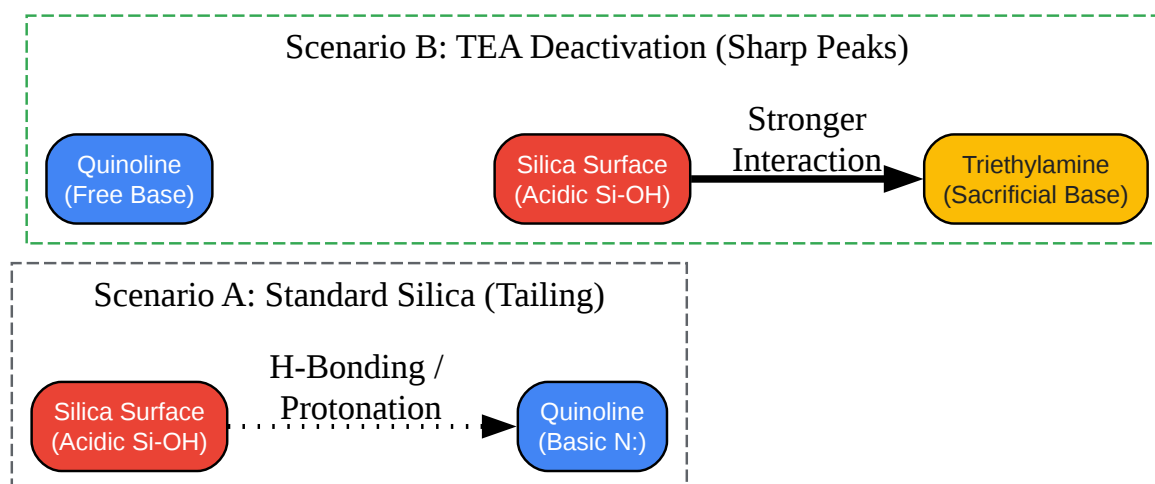 Scenario B: TEA Deactivation (Sharp Peaks)
Quinoline
(Free Base)
Silica Surface
(Acidic Si-OH)
Stronger
Interaction
Triethylamine
(Sacrificial Base)
Scenario A: Standard Silica (Tailing)
Silica Surface
(Acidic Si-OH)
H-Bonding /
Protonation
Quinoline
(Basic N:)